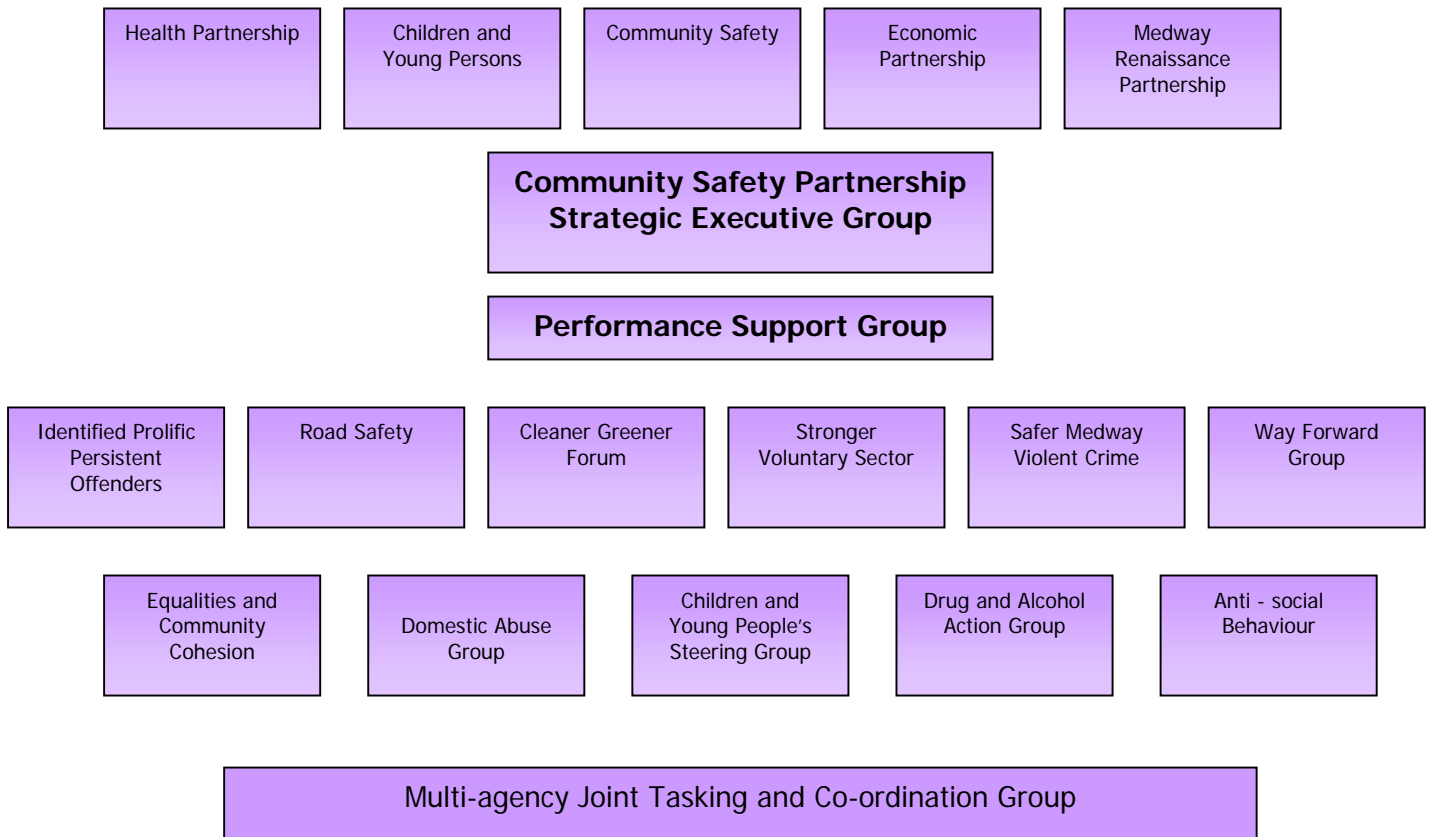 Health Partnership
Children and
Young Persons
Community Safety
Economic
Partnership
Medway
Renaissance
Partnership
Community Safety Partnership
Strategic Executive Group
Performance Support Group
Identified Prolific
Persistent
Offenders
Road Safety
Cleaner Greener
Forum
Stronger
Voluntary Sector
Safer Medway
Violent Crime
Way Forward
Group
Equalities and
Community
Cohesion
Domestic Abuse
Group
Children and
Young People's
Steering Group
Drug and Alcohol
Action Group
Anti - social
Behaviour
Multi-agency Joint Tasking and Co-ordination Group